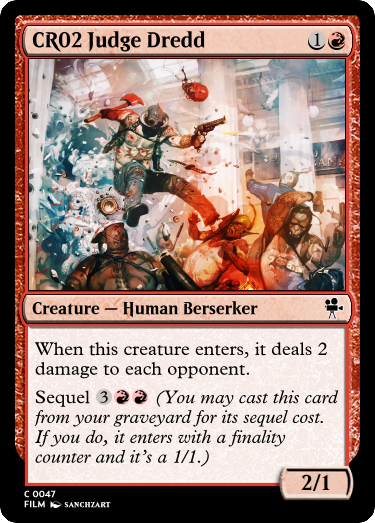 CR02 Judge Dredd 1
Creature — Human Berserker
When this creature enters, it deals 2
damage to each opponent.
Sequel 3 (You may cast this card
from your graveyard for its sequel cost.
If you do, it enters with a finality
counter and it's a 1/1.)
2/1
C 0047
FILM SANCHZART